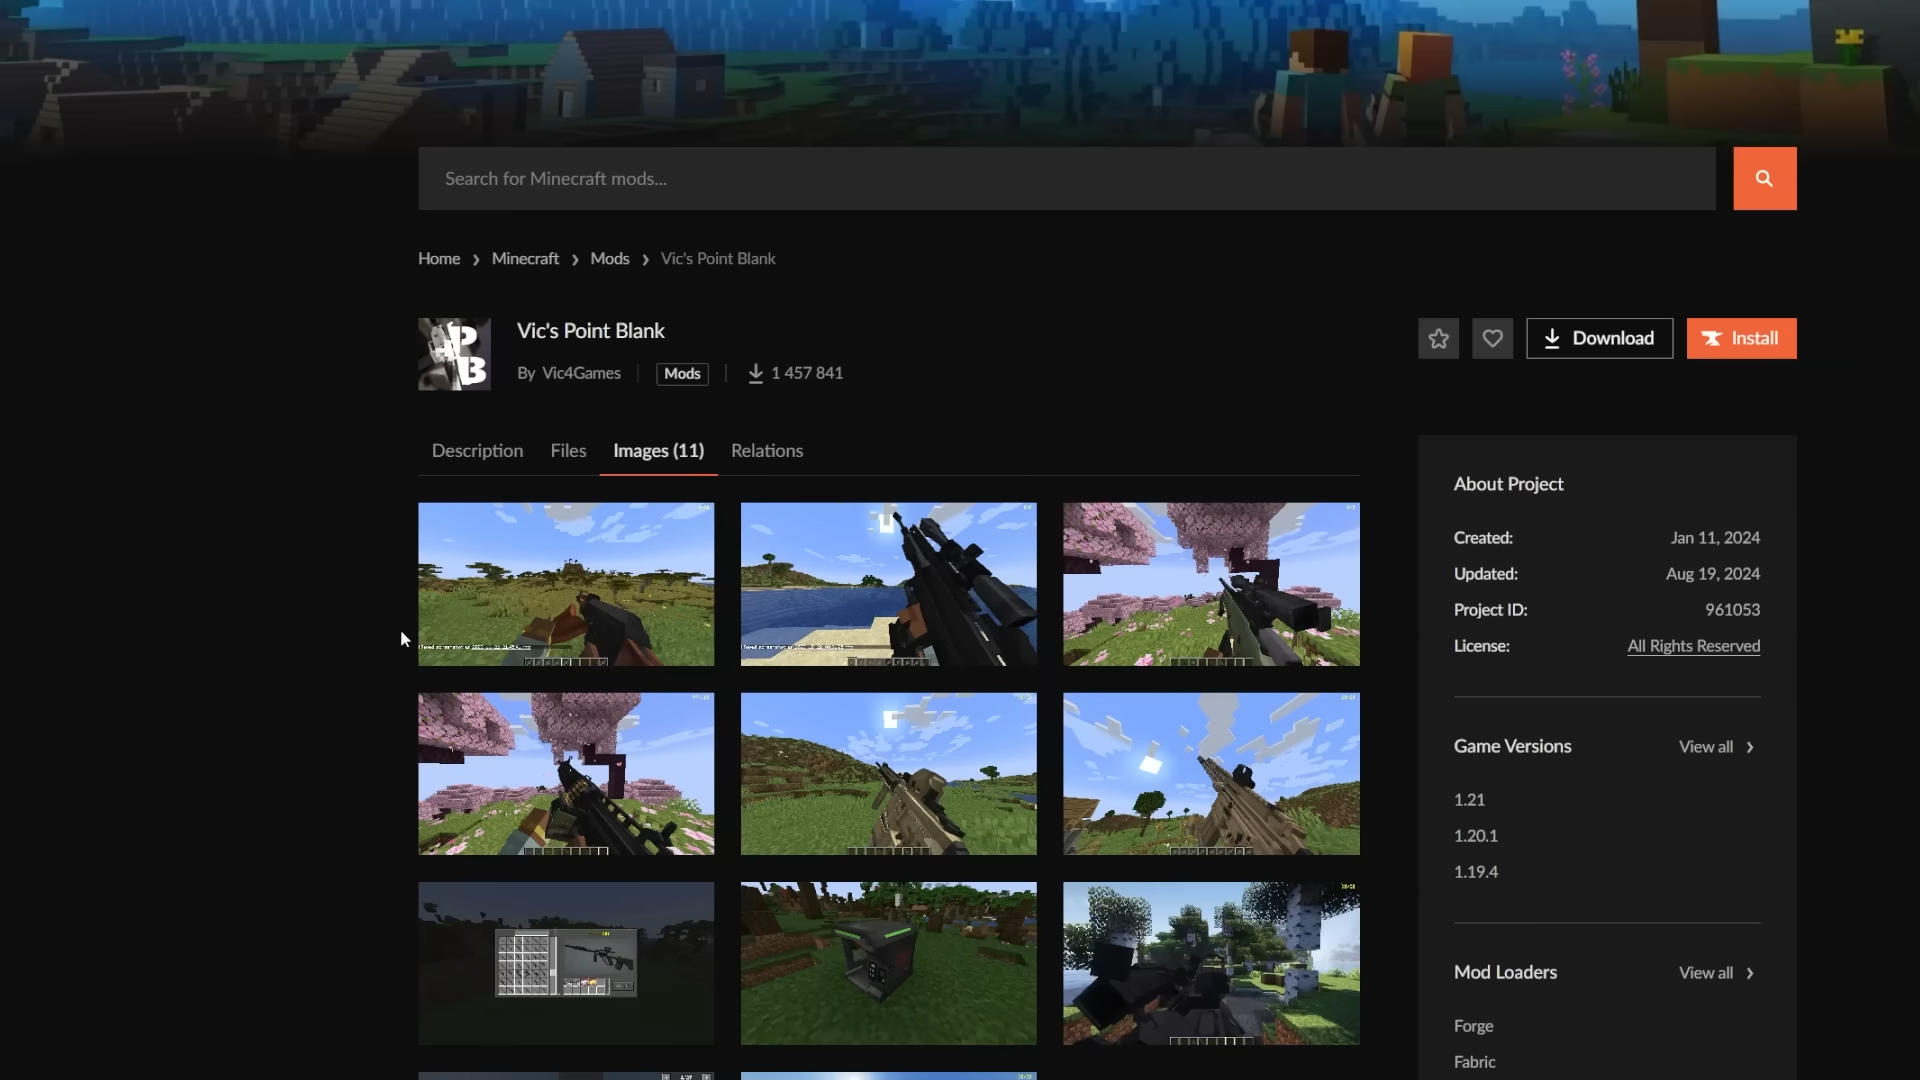 Search for Minecraft mods...
Home > Minecraft > Mods > Vic's Point Blank
PB
Vic's Point Blank
By Vic4Games
Mods
1 457 841
Download
Install
Description
Files
Images (11)
Relations
About Project
Created: Jan 11, 2024
Updated: Aug 19, 2024
Project ID: 961053
License: All Rights Reserved
Game Versions
View all
1.21
1.20.1
1.19.4
Mod Loaders
View all
Forge
Fabric